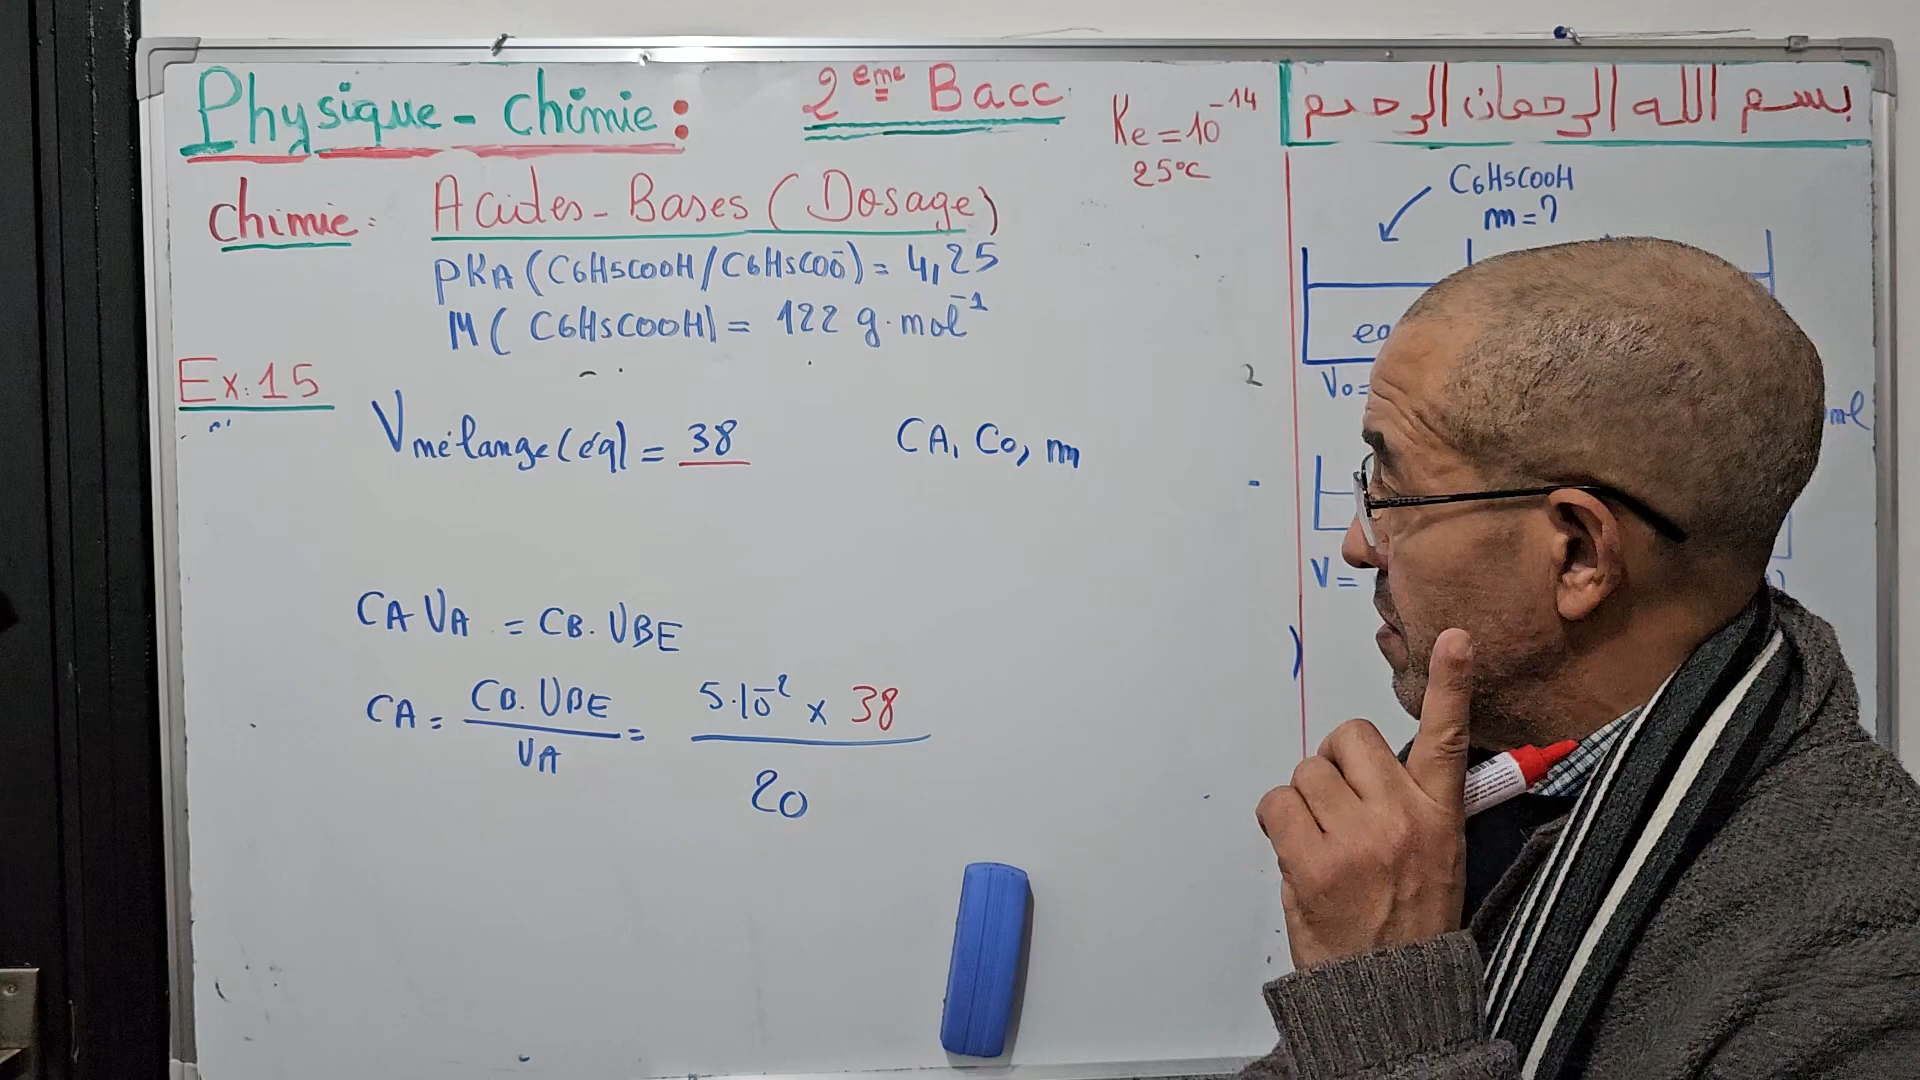 Physique - Chimie :
2ème Bacc
Ke = 10⁻¹⁴
25°C
بسم الله الرحمان الرحيم
Chimie : Acides - Bases ( Dosage )
pKA ( C6H5COOH / C6H5COO⁻ ) = 4,25
M ( C6H5COOH ) = 122 g.mol⁻¹
Ex: 15
V mélange (éq) = 38
CA, Co, m
CA VA = CB . VBE
CA = CB. VBE / VA = 5.10⁻² x 38 / 20
C6H5COOH
m = ?
V0 =
ml
V =
2